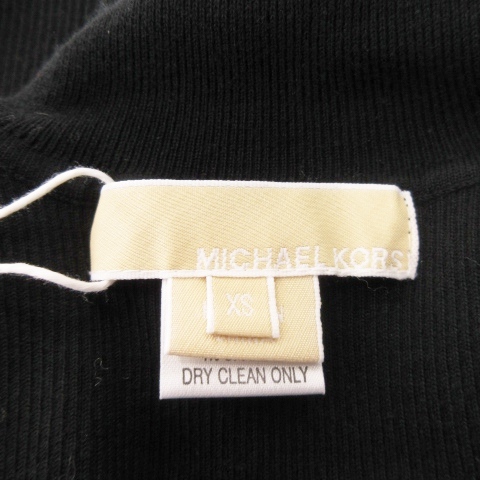 MICHAEL KORS
XS
DRY CLEAN ONLY